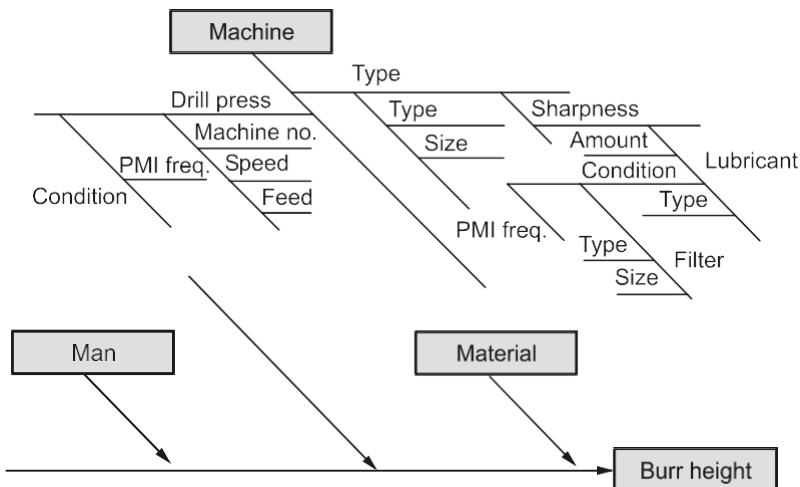 Machine
Type
Drill press
Type
Sharpness
Machine no.
Amount
Size
Lubricant
PMI freq.
Speed
Condition
Condition
Feed
Type
PMI freq.
Type
Filter
Size
Man
Material
Burr height